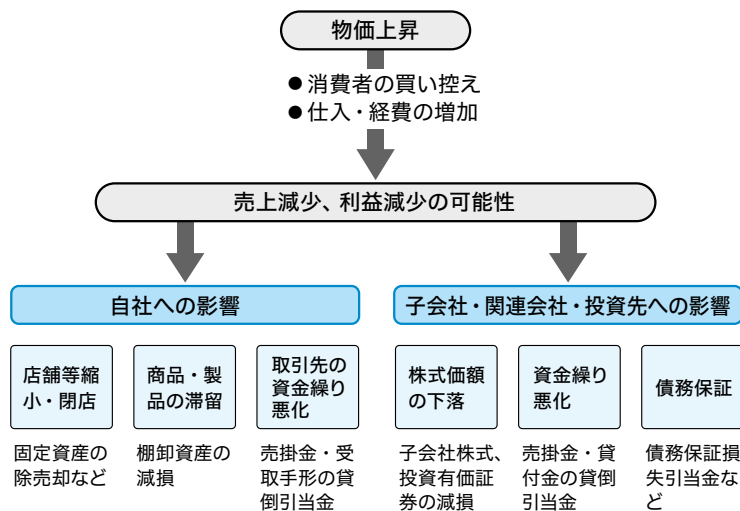 物価上昇
●消費者の買い控え
●仕入・経費の増加
売上減少、利益減少の可能性
自社への影響
店舗等縮
小・閉店
商品・製
品の滞留
取引先の
資金繰り
悪化
固定資産の
除売却など
棚卸資産の
減損
売掛金・受
取手形の貸
倒引当金
子会社・関連会社・投資先への影響
株式価額
の下落
資金繰り
悪化
債務保証
子会社株式、
投資有価証
券の減損
売掛金・貸
付金の貸倒
引当金
債務保証損
失引当金な
ど